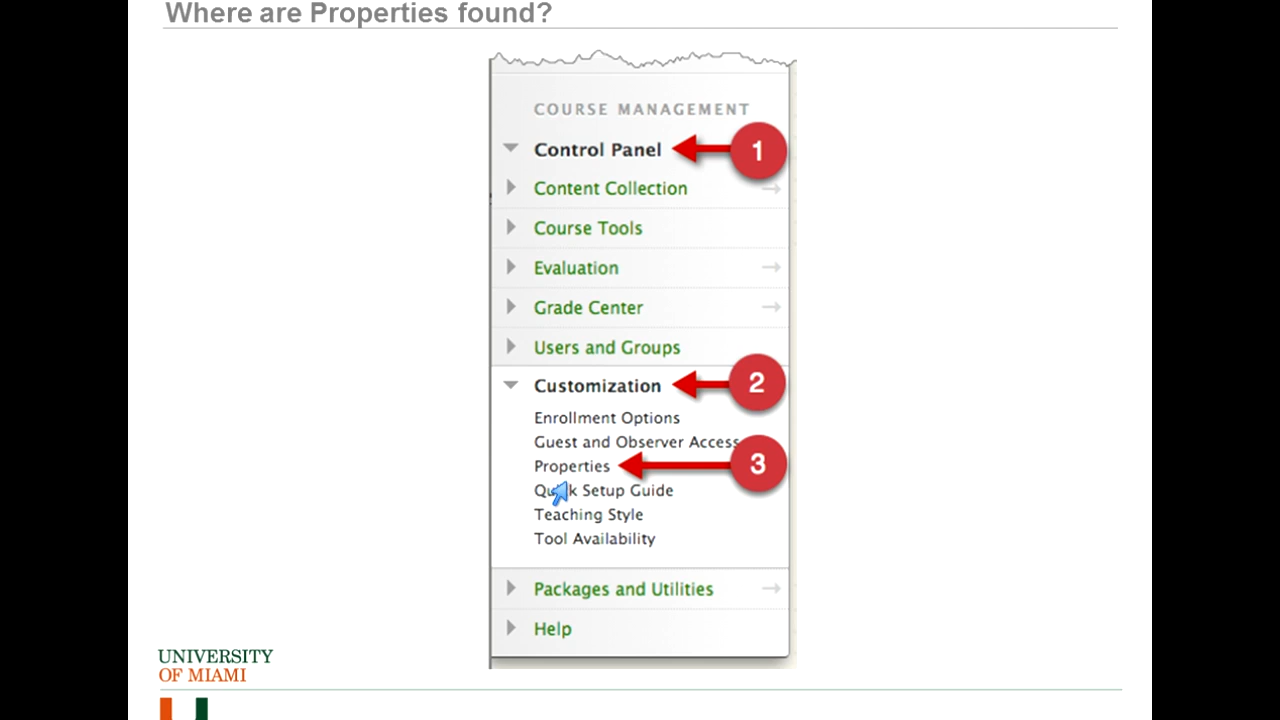 Where are Properties found?
COURSE MANAGEMENT
Control Panel
1
Content Collection
Course Tools
Evaluation
Grade Center
Users and Groups
Customization
2
Enrollment Options
Guest and Observer Access
Properties
3
Quick Setup Guide
Teaching Style
Tool Availability
Packages and Utilities
Help
UNIVERSITY
OF MIAMI